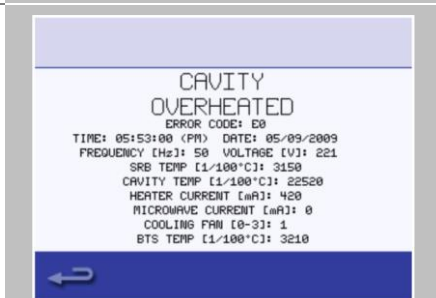 CAVITY
OVERHEATED
ERROR CODE: E0
TIME: 05:53:00 (PM) DATE: 05/09/2009
FREQUENCY [Hz]: 50 VOLTAGE [V]: 221
SRB TEMP [1/100°C]: 3150
CAVITY TEMP [1/100°C]: 22520
HEATER CURRENT [mA]: 420
MICROWAVE CURRENT [mA]: 0
COOLING FAN [0-3]: 1
BTS TEMP [1/100°C]: 3210